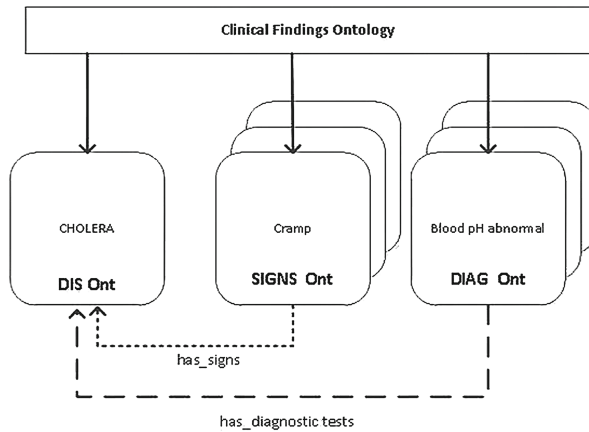 Clinical Findings Ontology
CHOLERA
Cramp
Blood pH abnormal
DIS Ont
SIGNS Ont
DIAG Ont
has_signs
has_diagnostic tests